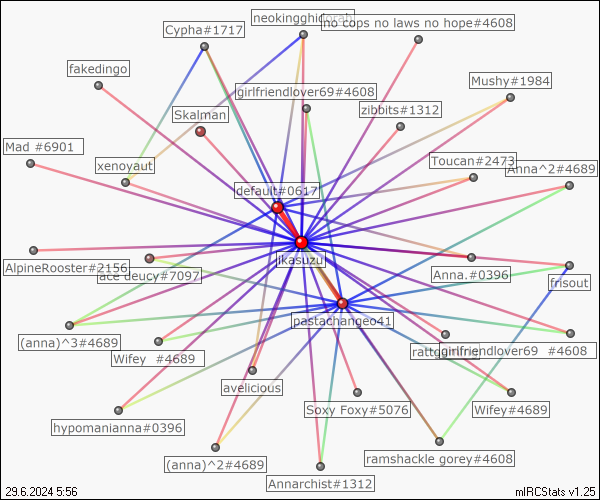 neokingghidorah
no cops no laws no hope#4608
Cypha#1717
fakedingo
Mushy#1984
girlfriendlover69#4608
zibbits#1312
Skalman
Mad #6901
Toucan#2473
xenoyaut
Anna^2#4689
default#0617
ikasuzu
AlpineRooster#2156
ace deucy#7097
Anna.#0396
frisout
pastachangeo41
(anna)^3#4689
Wifey #4689
girlfriendlover69 #4608
avelicious
Soxy Foxy#5076
Wifey#4689
hypomanianna#0396
(anna)^2#4689
ramshackle gorey#4608
Annarchist#1312
29.6.2024 5:56
mIRCStats v1.25